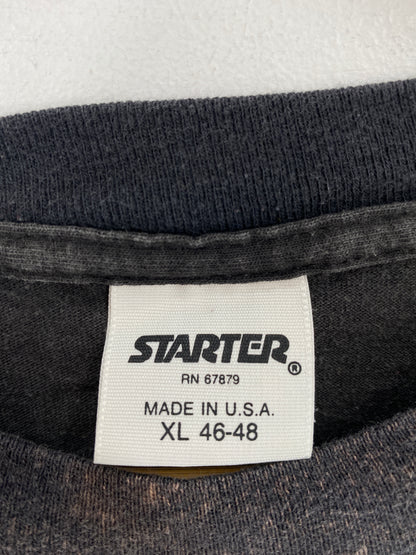 STARTER®
RN 67879
MADE IN U.S.A.
XL 46-48